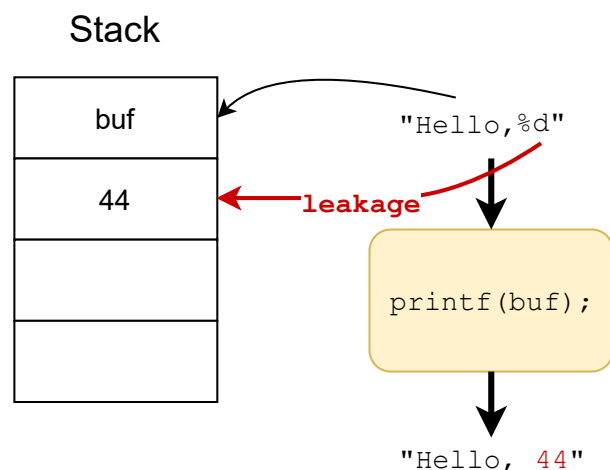 Stack
buf
"Hello,%d"
44
leakage
printf(buf);
"Hello, 44"